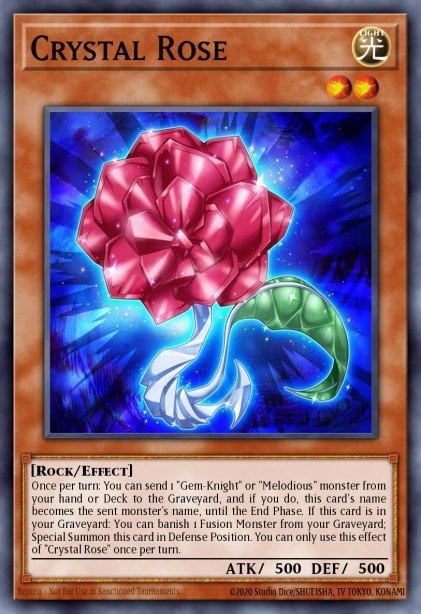 Crystal Rose
LIGHT
光
[Rock/Effect]
Once per turn: You can send 1 "Gem-Knight" or "Melodious" monster from
your hand or Deck to the Graveyard, and if you do, this card's name
becomes the sent monster's name, until the End Phase. If this card is in
your Graveyard: You can banish 1 Fusion Monster from your Graveyard;
Special Summon this card in Defense Position. You can only use this effect
of "Crystal Rose" once per turn.
ATK/ 500 DEF/ 500
Replica - Not For Use in Sanctioned Tournaments
©2020 Studio Dice/SHUEISHA, TV TOKYO, KONAMI